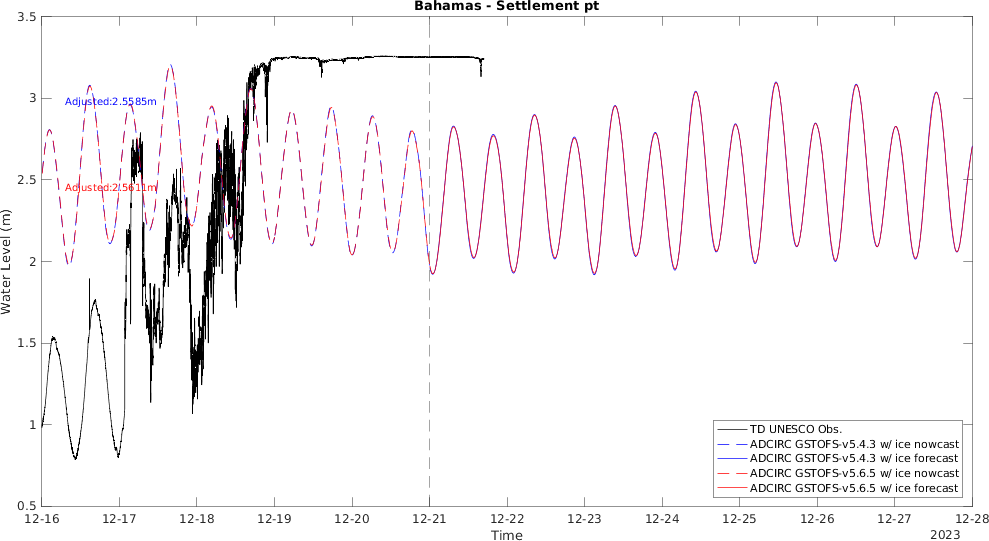 Bahamas - Settlement pt
3.5
3
2.5
2
1.5
1
0.5
Water Level (m)
Adjusted:2.5585m
Adjusted:2.5611m
TD UNESCO Obs.
ADCIRC GSTOFS-v5.4.3 w/ ice nowcast
ADCIRC GSTOFS-v5.4.3 w/ ice forecast
ADCIRC GSTOFS-v5.6.5 w/ ice nowcast
ADCIRC GSTOFS-v5.6.5 w/ ice forecast
12-16 12-17 12-18 12-19 12-20 12-21 12-22 12-23 12-24 12-25 12-26 12-27 12-28
Time
2023